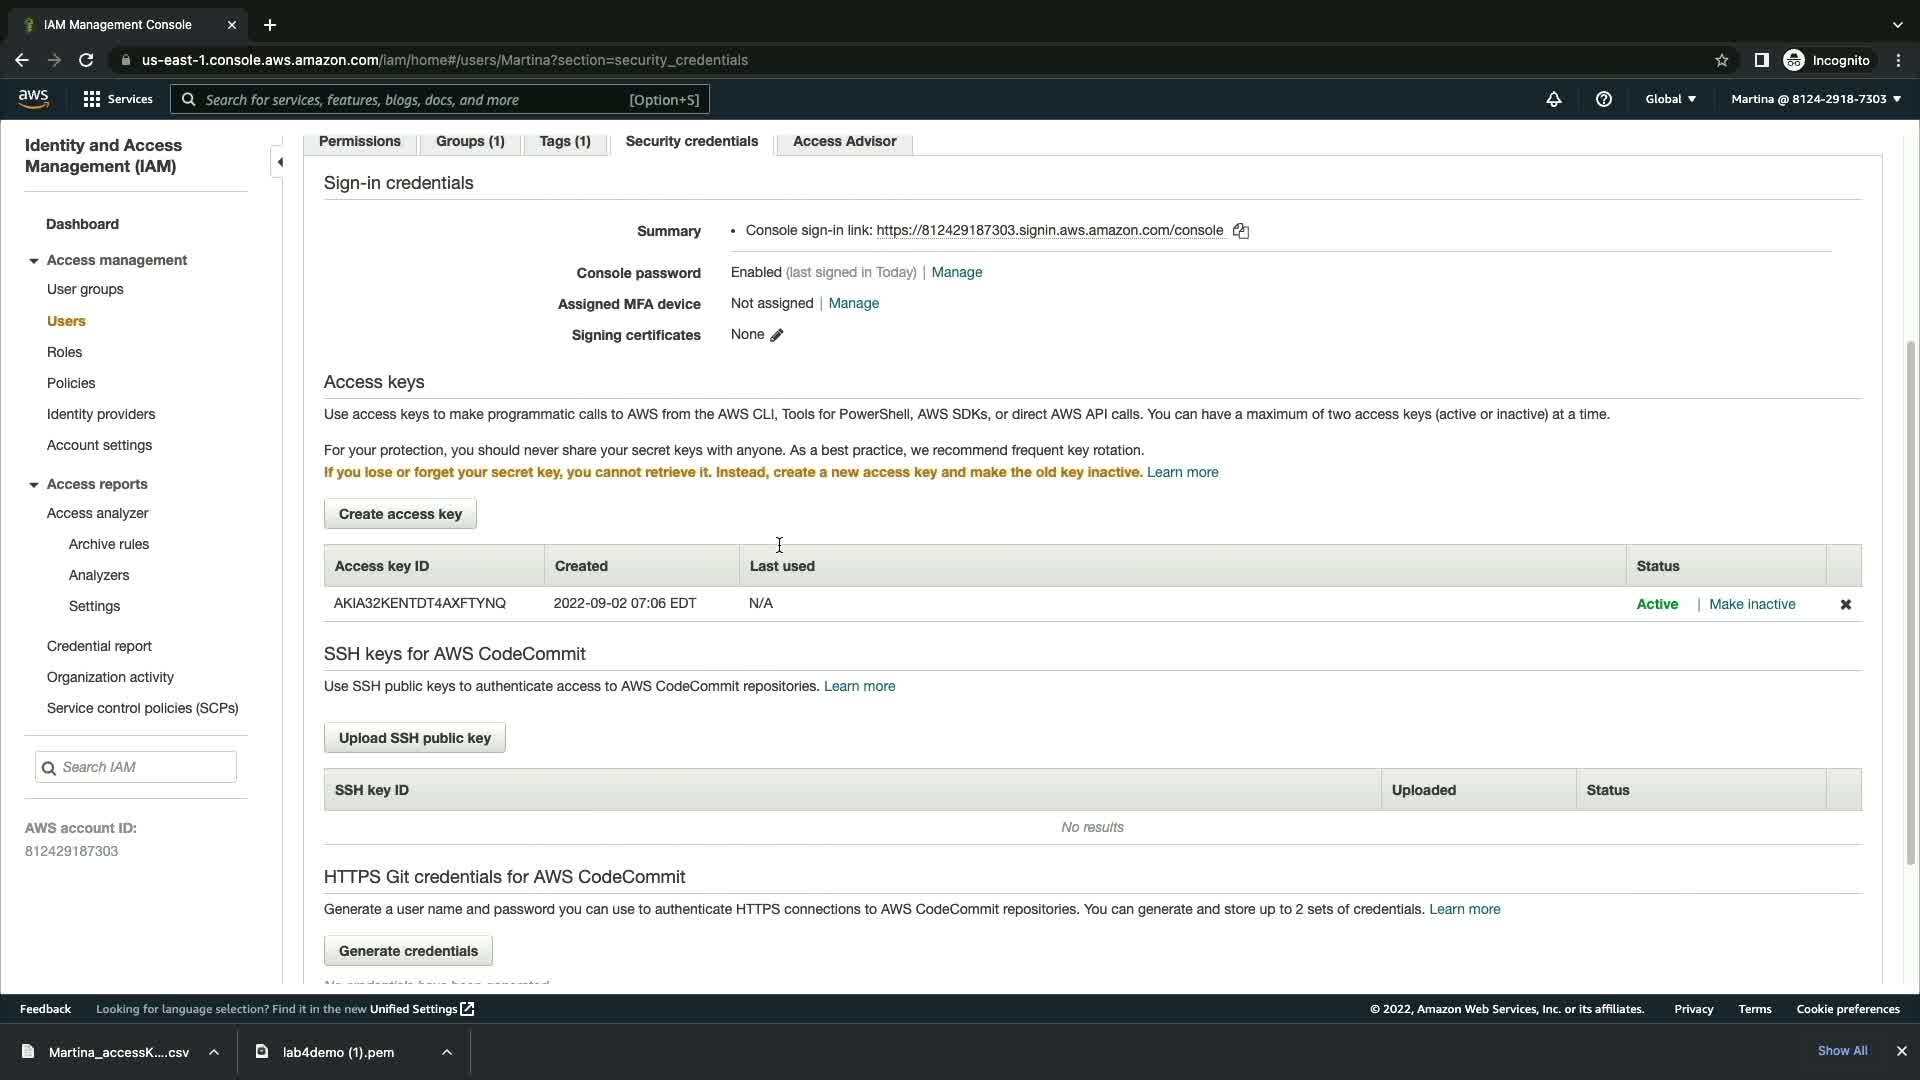 IAM Management Console
us-east-1.console.aws.amazon.com/iam/home#/users/Martina?section=security_credentials
Incognito
aws
Services
Search for services, features, blogs, docs, and more
[Option+S]
Global
Martina @ 8124-2918-7303
Identity and Access
Management (IAM)
Dashboard
Access management
User groups
Users
Roles
Policies
Identity providers
Account settings
Access reports
Access analyzer
Archive rules
Analyzers
Settings
Credential report
Organization activity
Service control policies (SCPs)
Search IAM
AWS account ID:
812429187303
Permissions
Groups (1)
Tags (1)
Security credentials
Access Advisor
Sign-in credentials
Summary
• Console sign-in link: https://812429187303.signin.aws.amazon.com/console
Console password
Enabled (last signed in Today) | Manage
Assigned MFA device
Not assigned | Manage
Signing certificates
None
Access keys
Use access keys to make programmatic calls to AWS from the AWS CLI, Tools for PowerShell, AWS SDKs, or direct AWS API calls. You can have a maximum of two access keys (active or inactive) at a time.
For your protection, you should never share your secret keys with anyone. As a best practice, we recommend frequent key rotation.
If you lose or forget your secret key, you cannot retrieve it. Instead, create a new access key and make the old key inactive. Learn more
Create access key
Access key ID
Created
Last used
Status
AKIA32KENTDT4AXFTYNQ
2022-09-02 07:06 EDT
N/A
Active | Make inactive
SSH keys for AWS CodeCommit
Use SSH public keys to authenticate access to AWS CodeCommit repositories. Learn more
Upload SSH public key
SSH key ID
Uploaded
Status
No results
HTTPS Git credentials for AWS CodeCommit
Generate a user name and password you can use to authenticate HTTPS connections to AWS CodeCommit repositories. You can generate and store up to 2 sets of credentials. Learn more
Generate credentials
No credentials have been generated
Feedback
Looking for language selection? Find it in the new Unified Settings
© 2022, Amazon Web Services, Inc. or its affiliates.
Privacy
Terms
Cookie preferences
Martina_accessK....csv
lab4demo (1).pem
Show All